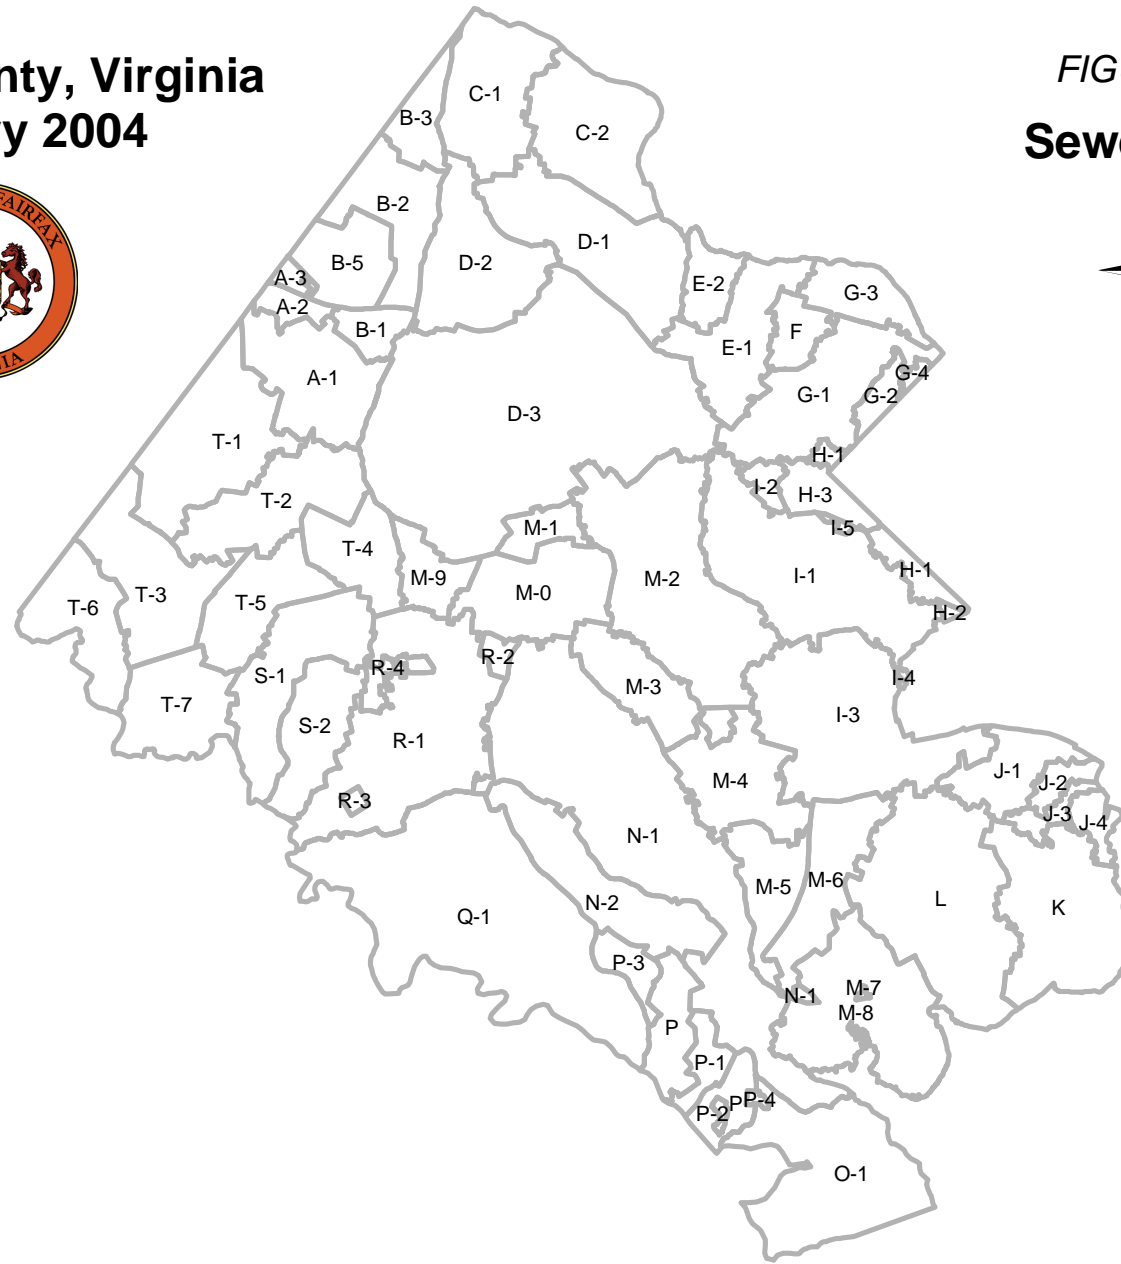 nty, Virginia
y 2004
FIG
Sewe
FAIRFAX
C-1
B-3
C-2
B-2
D-1
B-5
D-2
A-3
E-2
G-3
A-2
B-1
F
E-1
A-1
G-4
G-1
G-2
D-3
T-1
H-1
I-2
H-3
T-2
M-1
I-5
T-4
M-9
M-2
I-1
H-1
M-0
T-3
T-5
T-6
H-2
R-2
R-4
S-1
I-4
M-3
T-7
I-3
S-2
R-1
J-1
M-4
J-2
R-3
J-3
J-4
N-1
M-5
M-6
L
N-2
K
Q-1
P-3
M-7
N-1
M-8
P
P-1
P-4
P
P-2
O-1